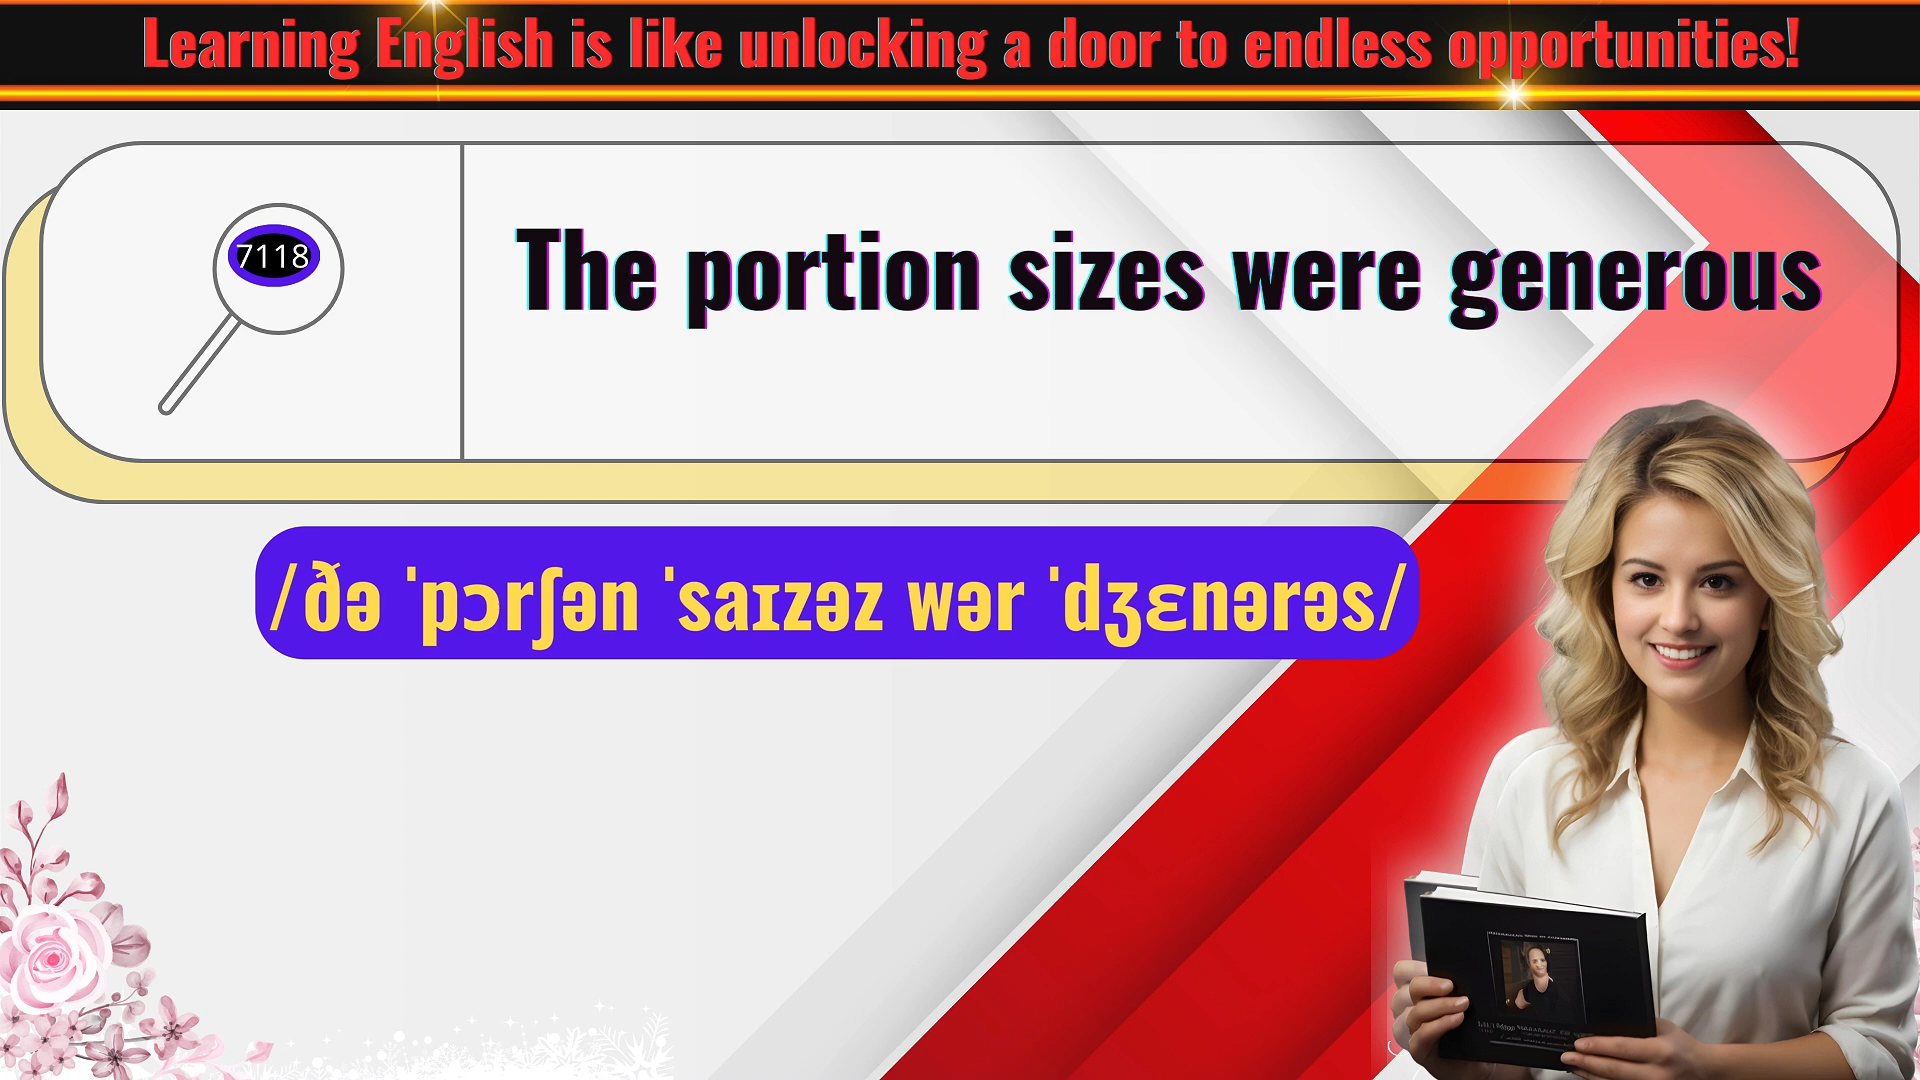 Learning English is like unlocking a door to endless opportunities!
7118
The portion sizes were generous
/ðə ˈpɔrʃən ˈsaɪzəz wər ˈdʒɛnərəs/